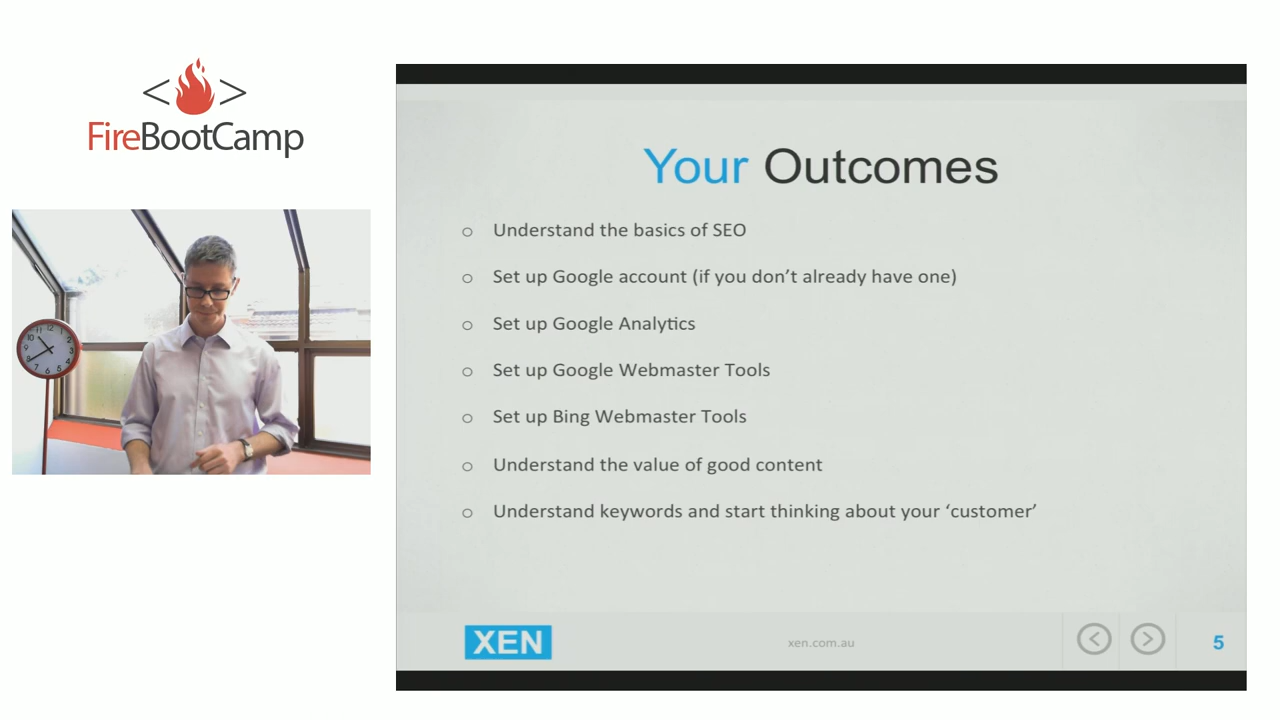 <FireBootCamp
Your Outcomes
o Understand the basics of SEO
o Set up Google account (if you don’t already have one)
o Set up Google Analytics
o Set up Google Webmaster Tools
o Set up Bing Webmaster Tools
o Understand the value of good content
o Understand keywords and start thinking about your ‘customer’
XEN
xen.com.au
5